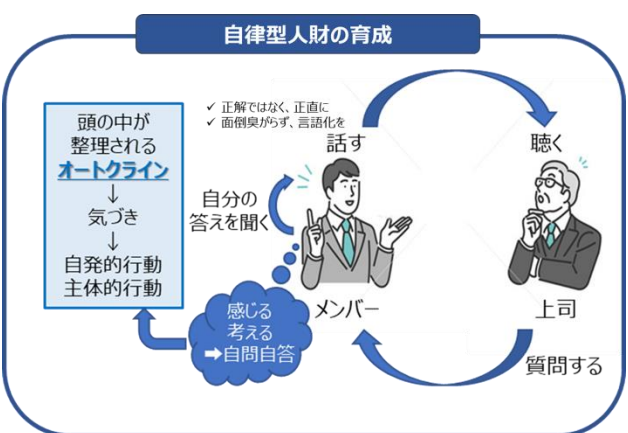 自律型人財の育成
✓ 正解ではなく、正直に
✓ 面倒臭がらず、言語化を
頭の中が
整理される
オートクライン
↓
気づき
↓
自発的行動
主体的行動
話す
聴く
自分の
答えを聞く
感じる
考える
➡自問自答
メンバー
上司
質問する